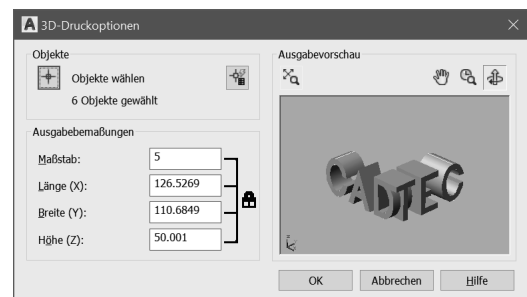 A 3D-Druckoptionen
Objekte
Objekte wählen
6 Objekte gewählt
Ausgabebemaßungen
Maßstab: 5
Länge (X): 126.5269
Breite (Y): 110.6849
Höhe (Z): 50.001
Ausgabevorschau
CADTEC
OK Abbrechen Hilfe